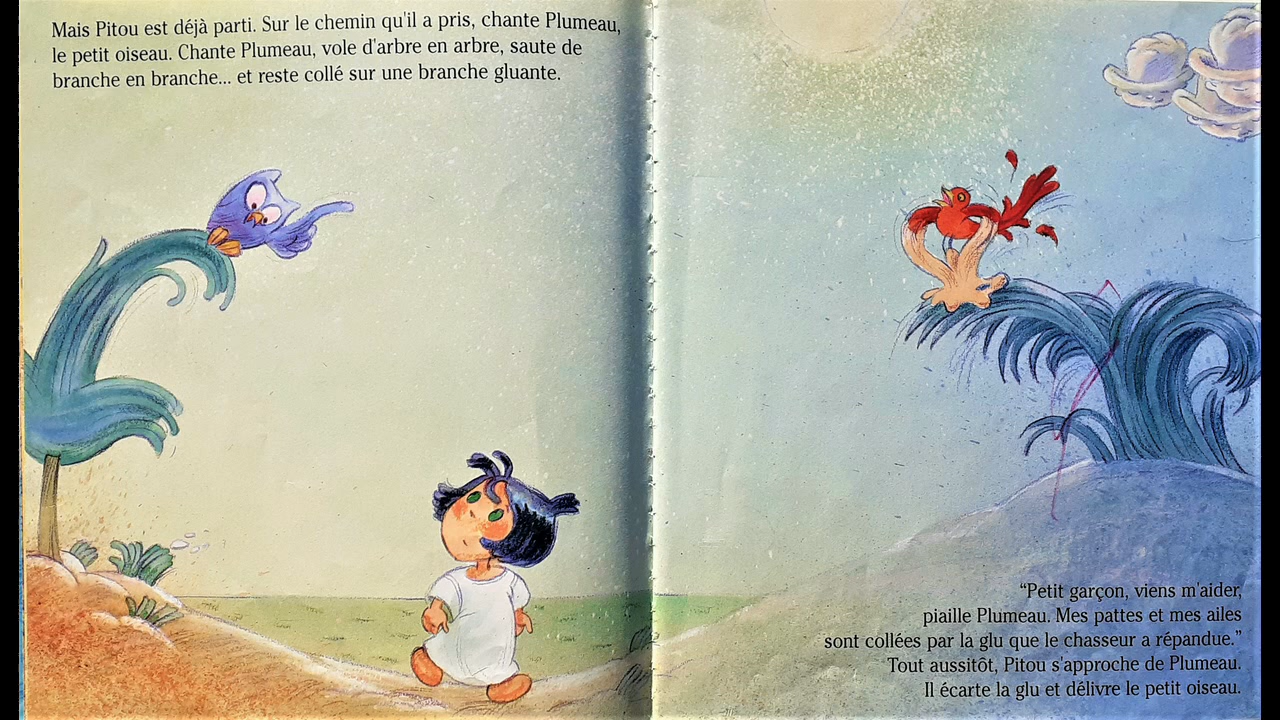 Mais Pitou est déjà parti. Sur le chemin qu'il a pris, chante Plumeau,
le petit oiseau. Chante Plumeau, vole d'arbre en arbre, saute de
branche en branche... et reste collé sur une branche gluante.
“Petit garçon, viens m'aider,
piaille Plumeau. Mes pattes et mes ailes
sont collées par la glu que le chasseur a répandue.”
Tout aussitôt, Pitou s'approche de Plumeau.
Il écarte la glu et délivre le petit oiseau.